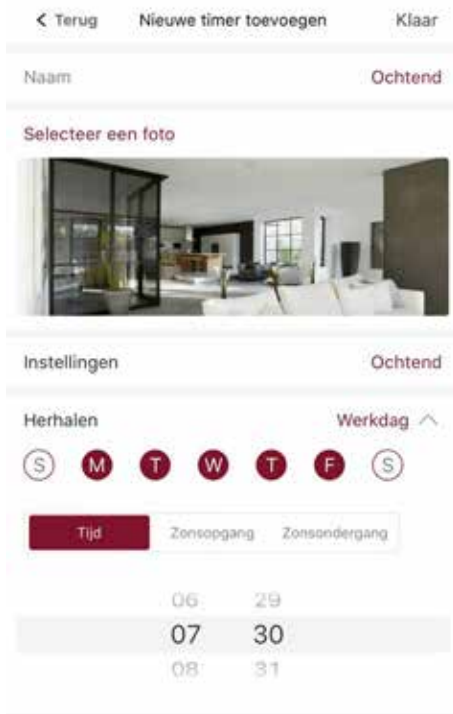 < Terug Nieuwe timer toevoegen Klaar
Naam Ochtend
Selecteer een foto
Instellingen Ochtend
Herhalen Werkdag
S M T W T F S
Tijd Zonsopgang Zonsondergang
06 29
07 30
08 31